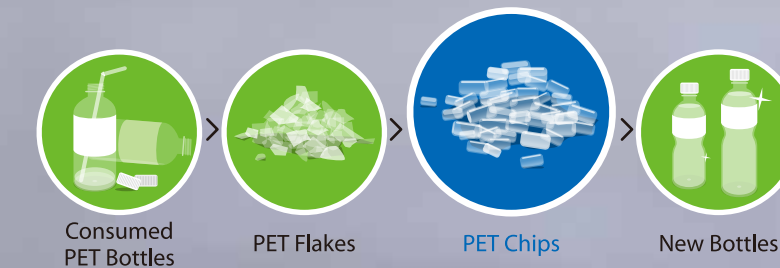 Consumed
PET Bottles
PET Flakes
PET Chips
New Bottles